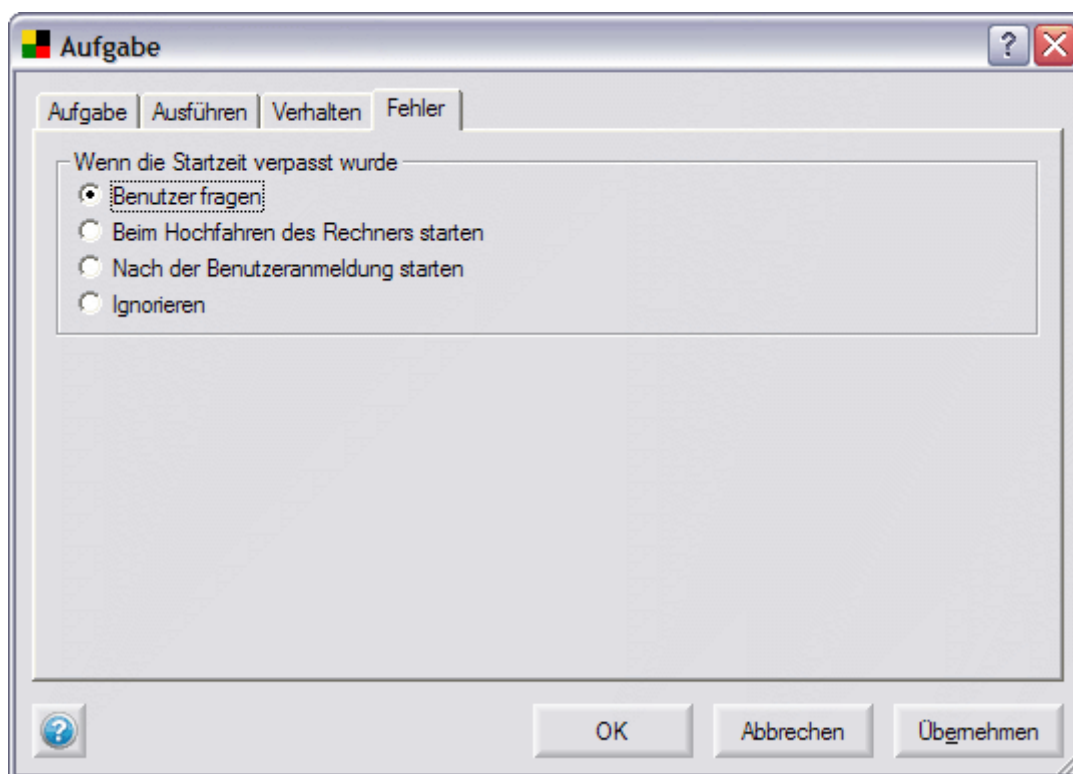 Aufgabe
Aufgabe Ausführen Verhalten Fehler
Wenn die Startzeit verpasst wurde
Benutzer fragen
Beim Hochfahren des Rechners starten
Nach der Benutzeranmeldung starten
Ignorieren
OK Abbrechen Übernehmen